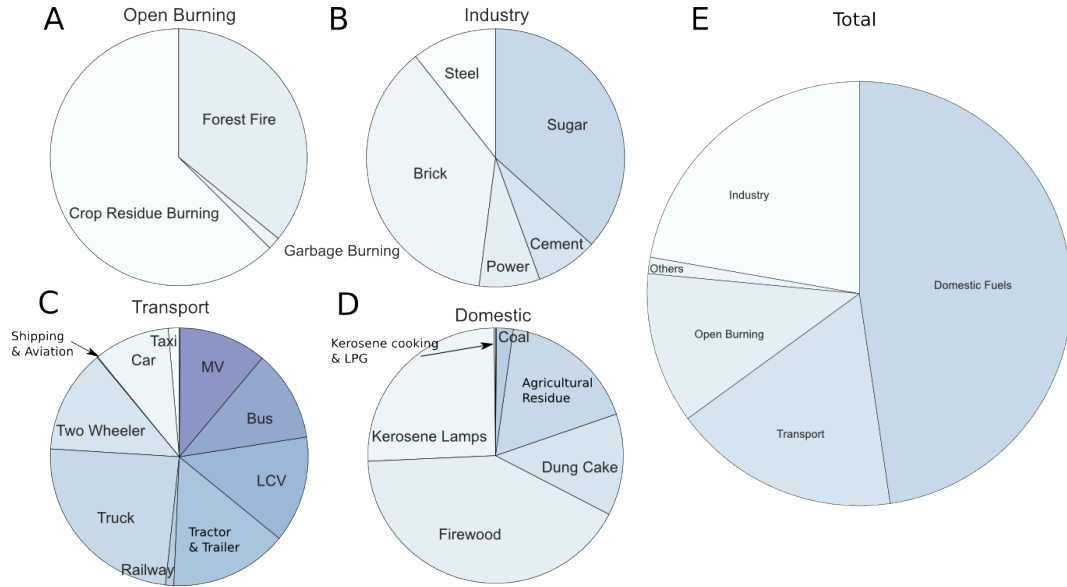 A
Open Burning
Forest Fire
Crop Residue Burning
Garbage Burning
B
Industry
Steel
Sugar
Brick
Cement
Power
C
Transport
Shipping
& Aviation
Taxi
Car
MV
Bus
Two Wheeler
LCV
Truck
Tractor
& Trailer
Railway
D
Domestic
Kerosene cooking
& LPG
Coal
Agricultural
Residue
Kerosene Lamps
Dung Cake
Firewood
E
Total
Industry
Others
Domestic Fuels
Open Burning
Transport